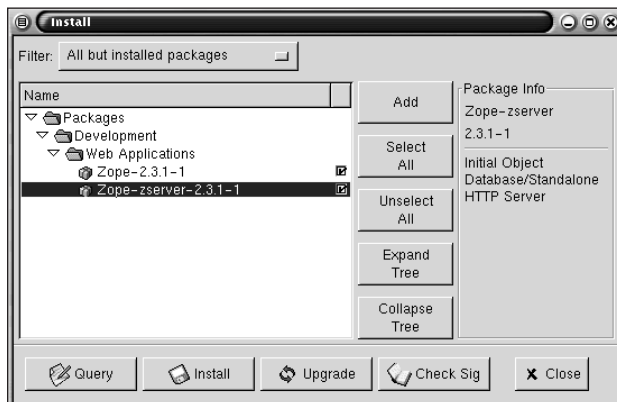 Install
Filter: All but installed packages
Name
Packages
Development
Web Applications
Zope-2.3.1-1
Zope-zserver-2.3.1-1
Add
Select
All
Unselect
All
Expand
Tree
Collapse
Tree
Package Info
Zope-zserver
2.3.1-1
Initial Object
Database/Standalone
HTTP Server
Query
Install
Upgrade
Check Sig
Close